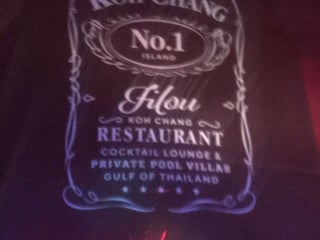 KOH CHANG
No.1
ISLAND
Filou
KOH CHANG
RESTAURANT
COCKTAIL LOUNGE &
PRIVATE POOL VILLAS
GULF OF THAILAND